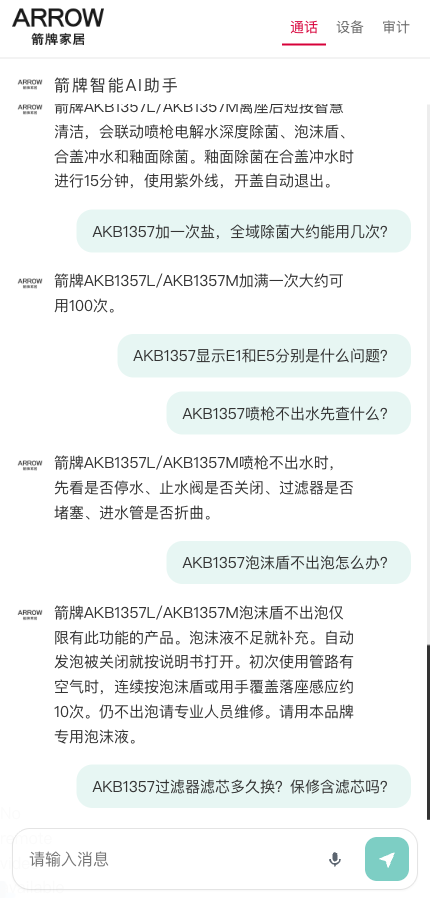 ARROW
箭牌家居
通话
设备
审计
ARROW
箭牌家居
箭牌智能AI助手
ARROW
箭牌家居
箭牌AKB1357L/AKB1357M离座后短按智慧
清洁，会联动喷枪电解水深度除菌、泡沫盾、
合盖冲水和釉面除菌。釉面除菌在合盖冲水时
进行15分钟，使用紫外线，开盖自动退出。
AKB1357加一次盐，全域除菌大约能用几次？
ARROW
箭牌家居
箭牌AKB1357L/AKB1357M加满一次大约可
用100次。
AKB1357显示E1和E5分别是什么问题？
AKB1357喷枪不出水先查什么？
ARROW
箭牌家居
箭牌AKB1357L/AKB1357M喷枪不出水时，
先看是否停水、止水阀是否关闭、过滤器是否
堵塞、进水管是否折曲。
AKB1357泡沫盾不出泡怎么办？
ARROW
箭牌家居
箭牌AKB1357L/AKB1357M泡沫盾不出泡仅
限有此功能的产品。泡沫液不足就补充。自动
发泡被关闭就按说明书打开。初次使用管路有
空气时，连续按泡沫盾或用手覆盖落座感应约
10次。仍不出泡请专业人员维修。请用本品牌
专用泡沫液。
AKB1357过滤器滤芯多久换？保修含滤芯吗？
请输入消息